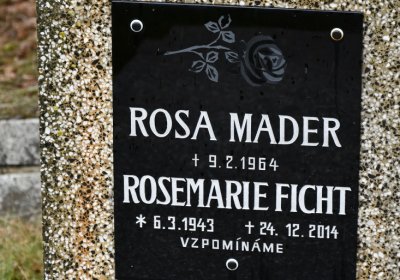 ROSA MADER
✝ 9.2.1964
ROSEMARIE FICHT
* 6.3.1943 ✝ 24.12.2014
VZPOMÍNÁME